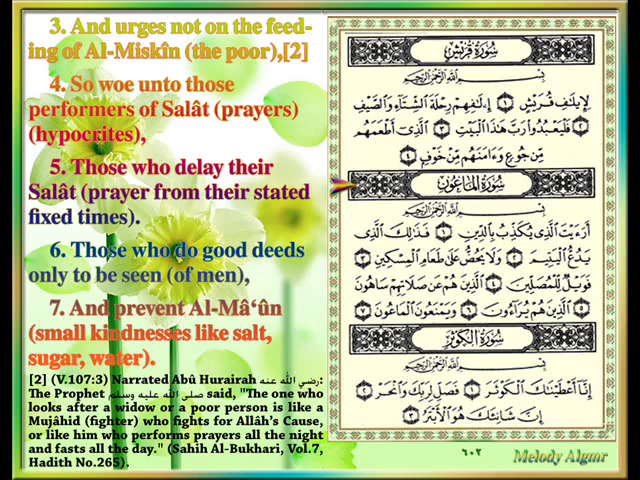 3. And urges not on the feed-
ing of Al-Miskîn (the poor),[2]
4. So woe unto those
performers of Salât (prayers)
(hypocrites),
5. Those who delay their
Salât (prayer from their stated
fixed times).
6. Those who do good deeds
only to be seen (of men),
7. And prevent Al-Mâ‘ûn
(small kindnesses like salt,
sugar, water).
[2] (V.107:3) Narrated Abû Hurairah رضي الله عنه:
The Prophet صلى الله عليه وسلم said, "The one who
looks after a widow or a poor person is like a
Mujâhid (fighter) who fights for Allâh's Cause,
or like him who performs prayers all the night
and fasts all the day." (Sahih Al-Bukhari, Vol.7,
Hadith No.265).
سُورَةُ قُرَيْشٍ
بِسْمِ اللَّهِ الرَّحْمَٰنِ الرَّحِيمِ
لِإِيلَٰفِ قُرَيْشٍ ١ إِۦلَٰفِهِمْ رِحْلَةَ الشِّتَآءِ وَالصَّيْفِ
٢ فَلْيَعْبُدُوا۟ رَبَّ هَٰذَا الْبَيْتِ ٣ الَّذِىٓ أَطْعَمَهُم
مِّن جُوعٍ وَءَامَنَهُم مِّنْ خَوْفٍۭ ٤
سُورَةُ الْمَاعُونِ
بِسْمِ اللَّهِ الرَّحْمَٰنِ الرَّحِيمِ
أَرَءَيْتَ الَّذِى يُكَذِّبُ بِالدِّينِ ١ فَذَٰلِكَ الَّذِى
يَدُعُّ الْيَتِيمَ ٢ وَلَا يَحُضُّ عَلَىٰ طَعَامِ الْمِسْكِينِ ٣
فَوَيْلٌ لِّلْمُصَلِّينَ ٤ الَّذِينَ هُمْ عَن صَلَاتِهِمْ سَاهُونَ
٥ الَّذِينَ هُمْ يُرَآءُونَ ٦ وَيَمْنَعُونَ الْمَاعُونَ ٧
سُورَةُ الْكَوْثَرِ
بِسْمِ اللَّهِ الرَّحْمَٰنِ الرَّحِيمِ
إِنَّآ أَعْطَيْنَٰكَ الْكَوْثَرَ ١ فَصَلِّ لِرَبِّكَ وَانْحَرْ ٢
إِنَّ شَانِئَكَ هُوَ الْأَبْتَرُ ٣
٦٠٢
Melody Algmr